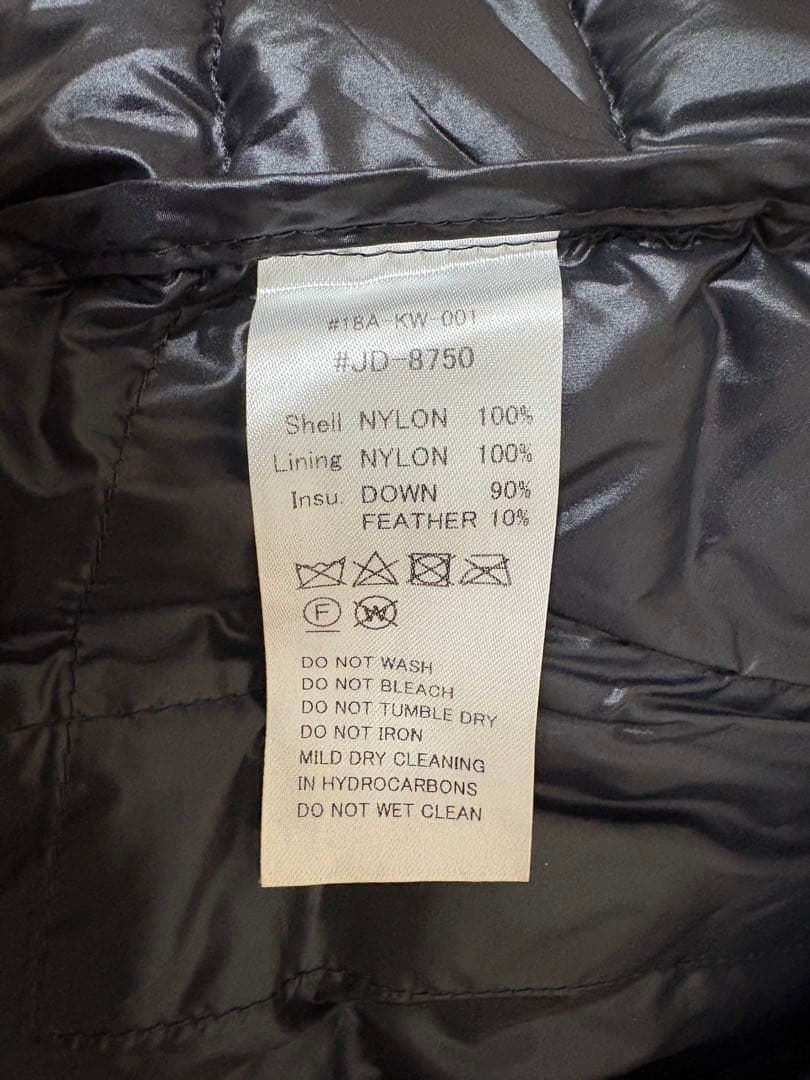 #18A-KW-001
#JD-8750
Shell NYLON 100%
Lining NYLON 100%
Insu. DOWN 90%
FEATHER 10%
F W
DO NOT WASH
DO NOT BLEACH
DO NOT TUMBLE DRY
DO NOT IRON
MILD DRY CLEANING
IN HYDROCARBONS
DO NOT WET CLEAN